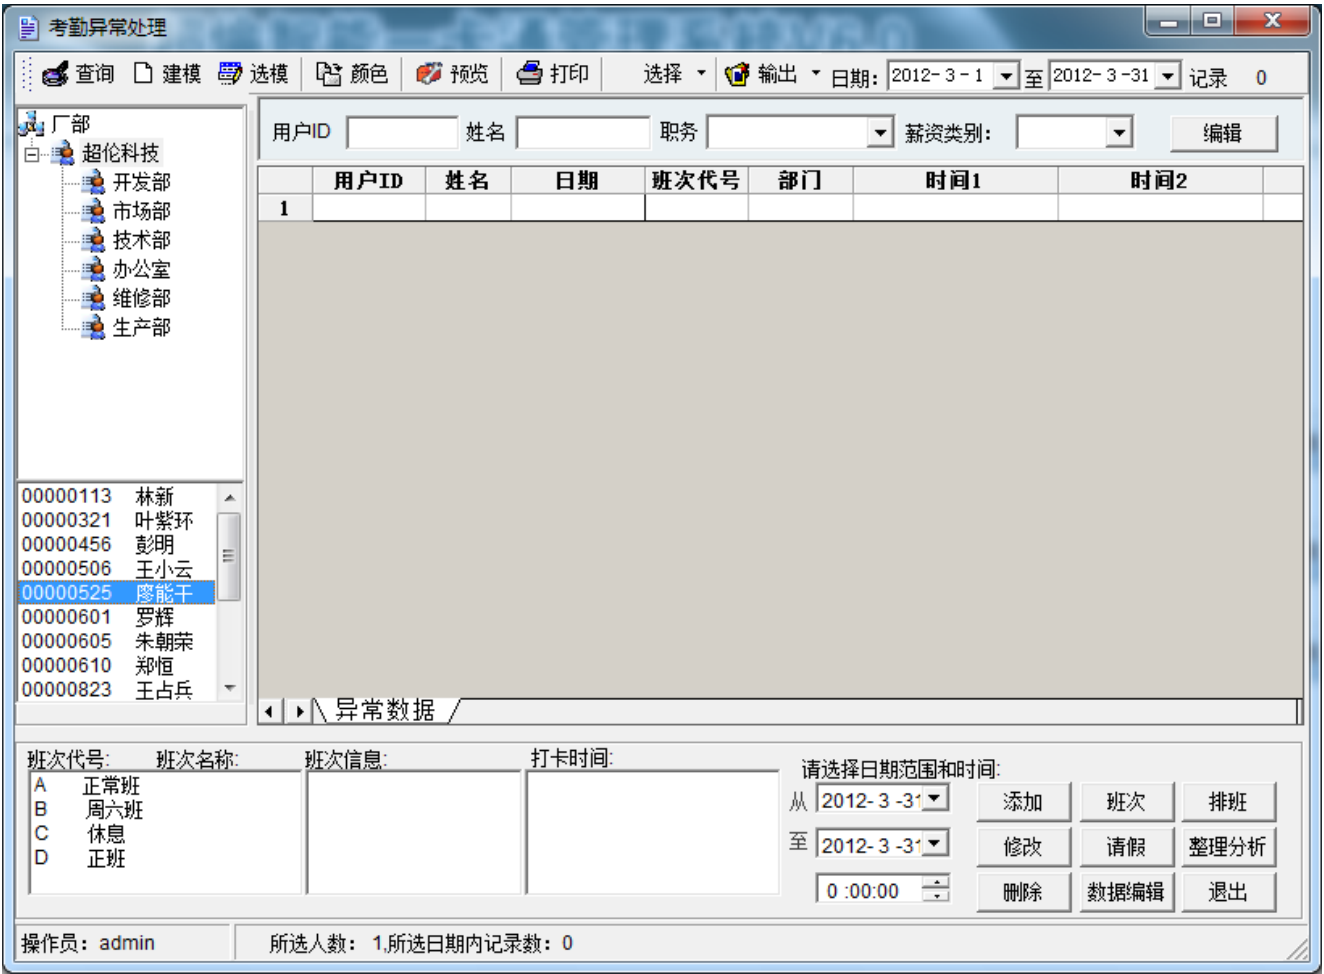 考勤异常处理
查询 建模 选模 颜色 预览 打印 选择 输出 日期: 2012- 3 - 1 至 2012- 3 -31 记录 0
厂部
超伦科技
开发部
市场部
技术部
办公室
维修部
生产部
用户ID 姓名 职务 薪资类别: 编辑
用户ID 姓名 日期 班次代号 部门 时间1 时间2
1
00000113 林新
00000321 叶紫环
00000456 彭明
00000506 王小云
00000525 廖能干
00000601 罗辉
00000605 朱朝荣
00000610 郑恒
00000823 王占兵
异常数据
班次代号: 班次名称: 班次信息: 打卡时间:
A 正常班
B 周六班
C 休息
D 正班
请选择日期范围和时间:
从 2012- 3 -31 添加 班次 排班
至 2012- 3 -31 修改 请假 整理分析
0 :00:00 删除 数据编辑 退出
操作员: admin 所选人数: 1,所选日期内记录数: 0